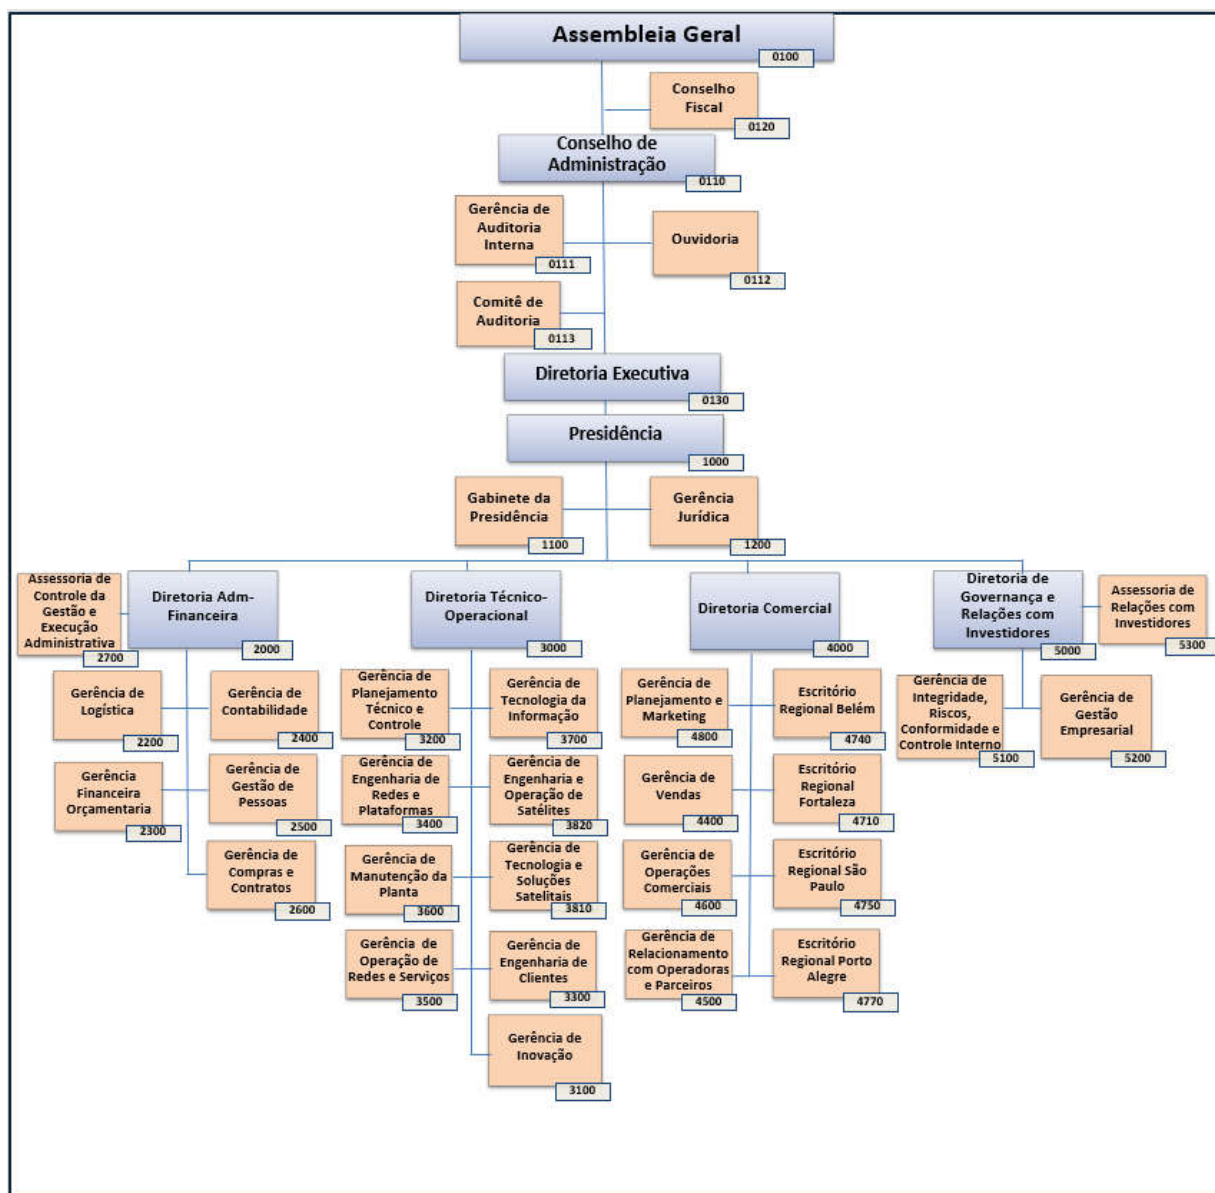 Assembleia Geral
0100
Conselho
Fiscal
0120
Conselho de
Administração
0110
Gerência de
Auditoria
Interna
0111
Ouvidoria
0112
Comitê de
Auditoria
0113
Diretoria Executiva
0130
Presidência
1000
Gabinete da
Presidência
1100
Gerência
Jurídica
1200
Assessoria de
Controle da
Gestão e
Execução
Administrativa
2700
Diretoria Adm-
Financeira
2000
Diretoria Técnico-
Operacional
3000
Diretoria Comercial
4000
Diretoria de
Governança e
Relações com
Investidores
5000
Assessoria de
Relações com
Investidores
5300
Gerência de
Logística
2200
Gerência de
Contabilidade
2400
Gerência
Financeira
Orçamentaria
2300
Gerência de
Gestão de
Pessoas
2500
Gerência de
Compras e
Contratos
2600
Gerência de
Planejamento
Técnico e
Controle
3200
Gerência de
Tecnologia da
Informação
3700
Gerência de
Engenharia de
Redes e
Plataformas
3400
Gerência de
Engenharia e
Operação de
Satélites
3820
Gerência de
Manutenção da
Planta
3600
Gerência de
Tecnologia e
Soluções
Satelitais
3810
Gerência de
Operação de
Redes e Serviços
3500
Gerência de
Engenharia de
Clientes
3300
Gerência de
Inovação
3100
Gerência de
Planejamento e
Marketing
4800
Escritório
Regional Belém
4740
Gerência de
Vendas
4400
Escritório
Regional
Fortaleza
4710
Gerência de
Operações
Comerciais
4600
Escritório
Regional São
Paulo
4750
Gerência de
Relacionamento
com Operadoras
e Parceiros
4500
Escritório
Regional Porto
Alegre
4770
Gerência de
Integridade,
Riscos,
Conformidade e
Controle Interno
5100
Gerência de
Gestão
Empresarial
5200